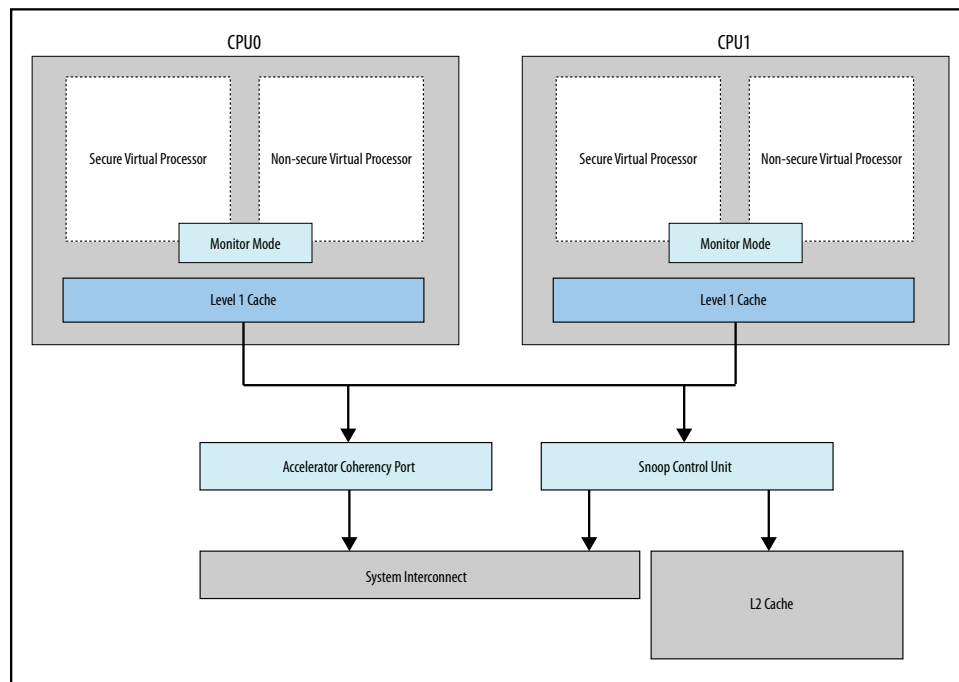 CPU0
CPU1
Secure Virtual Processor
Non-secure Virtual Processor
Monitor Mode
Level 1 Cache
Secure Virtual Processor
Non-secure Virtual Processor
Monitor Mode
Level 1 Cache
Accelerator Coherency Port
Snoop Control Unit
System Interconnect
L2 Cache